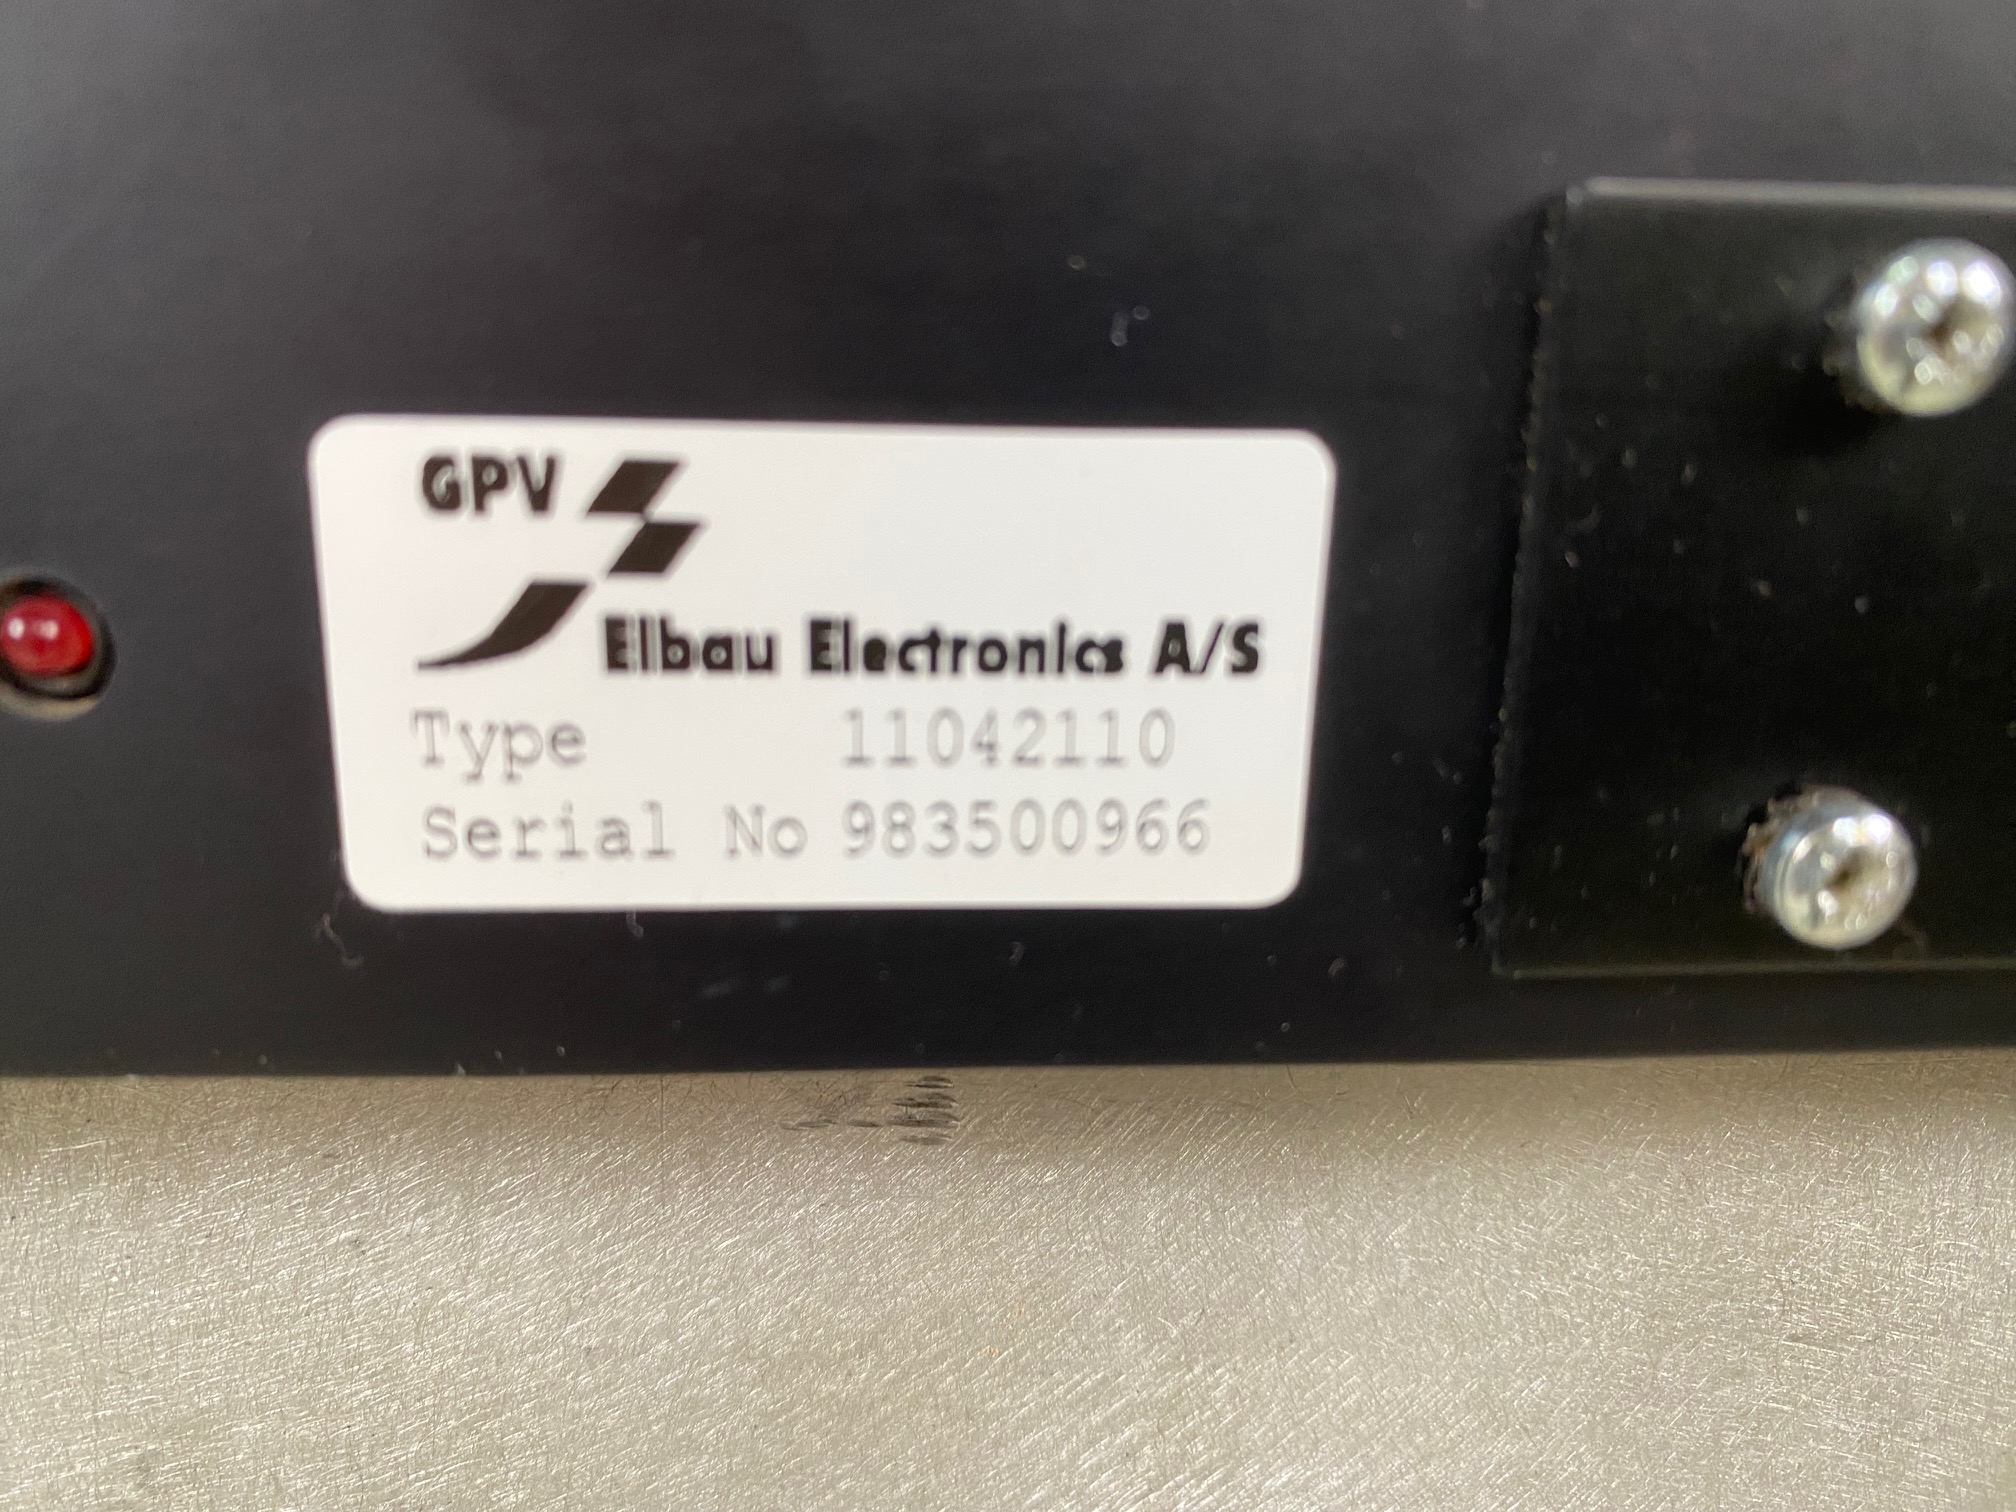 GPV
Elbau Electronics A/S
Type 11042110
Serial No 983500966